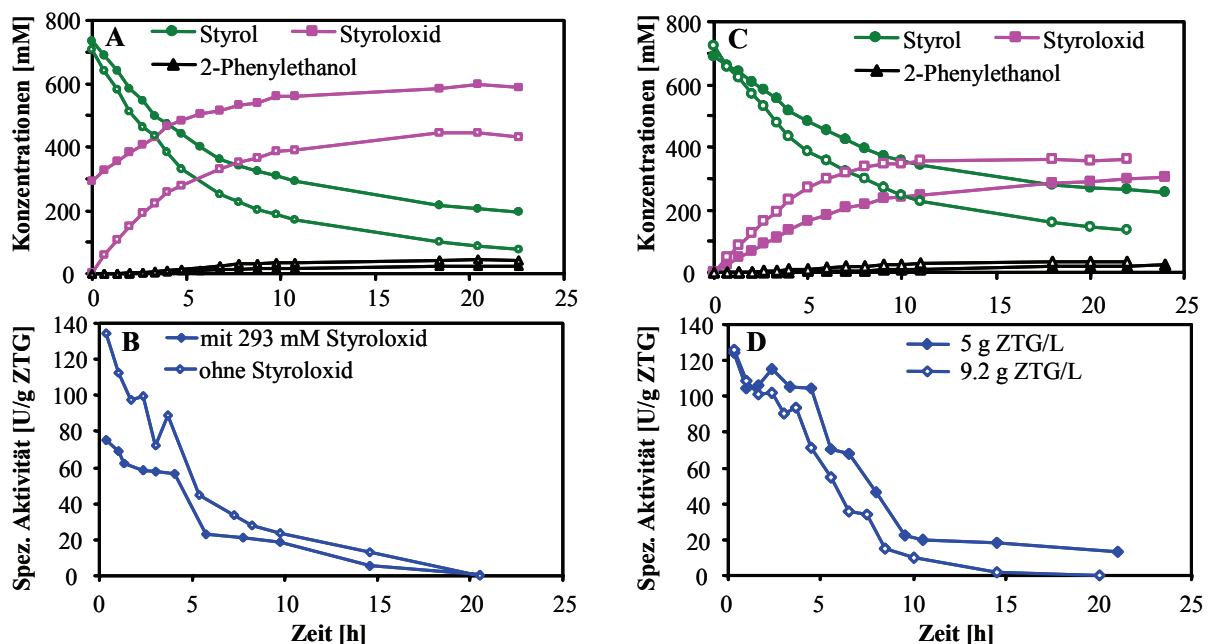 A
Styrol
Styroloxid
2-Phenylethanol
Konzentrationen [mM]
800
600
400
200
0
0
5
10
15
20
25
C
Styrol
Styroloxid
2-Phenylethanol
Konzentrationen [mM]
800
600
400
200
0
0
5
10
15
20
25
B
mit 293 mM Styroloxid
ohne Styroloxid
Spez. Aktivität [U/g ZTG]
140
120
100
80
60
40
20
0
0
5
10
15
20
25
Zeit [h]
D
5 g ZTG/L
9.2 g ZTG/L
Spez. Aktivität [U/g ZTG]
140
120
100
80
60
40
20
0
0
5
10
15
20
25
Zeit [h]